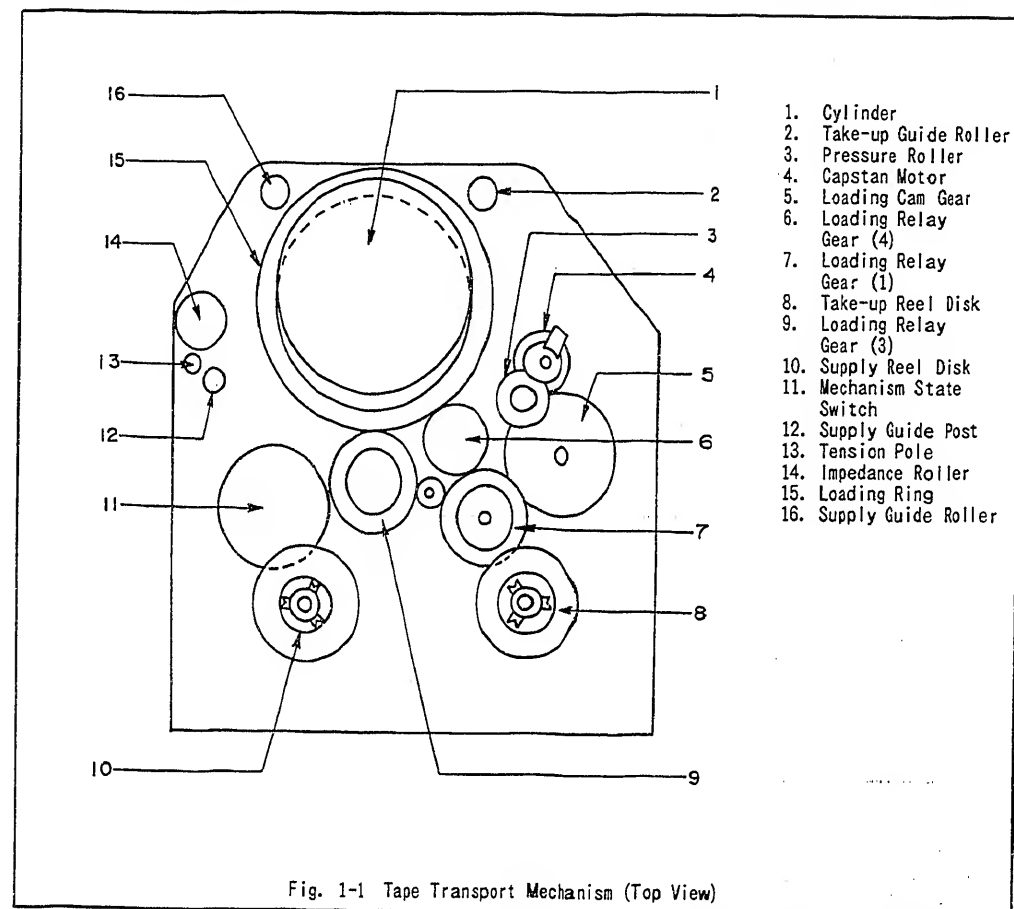 16
1
15
2
14
3
4
13
5
12
6
11
7
8
10
9
1. Cylinder
2. Take-up Guide Roller
3. Pressure Roller
4. Capstan Motor
5. Loading Cam Gear
6. Loading Relay
Gear (4)
7. Loading Relay
Gear (1)
8. Take-up Reel Disk
9. Loading Relay
Gear (3)
10. Supply Reel Disk
11. Mechanism State
Switch
12. Supply Guide Post
13. Tension Pole
14. Impedance Roller
15. Loading Ring
16. Supply Guide Roller
Fig. 1-1 Tape Transport Mechanism (Top View)